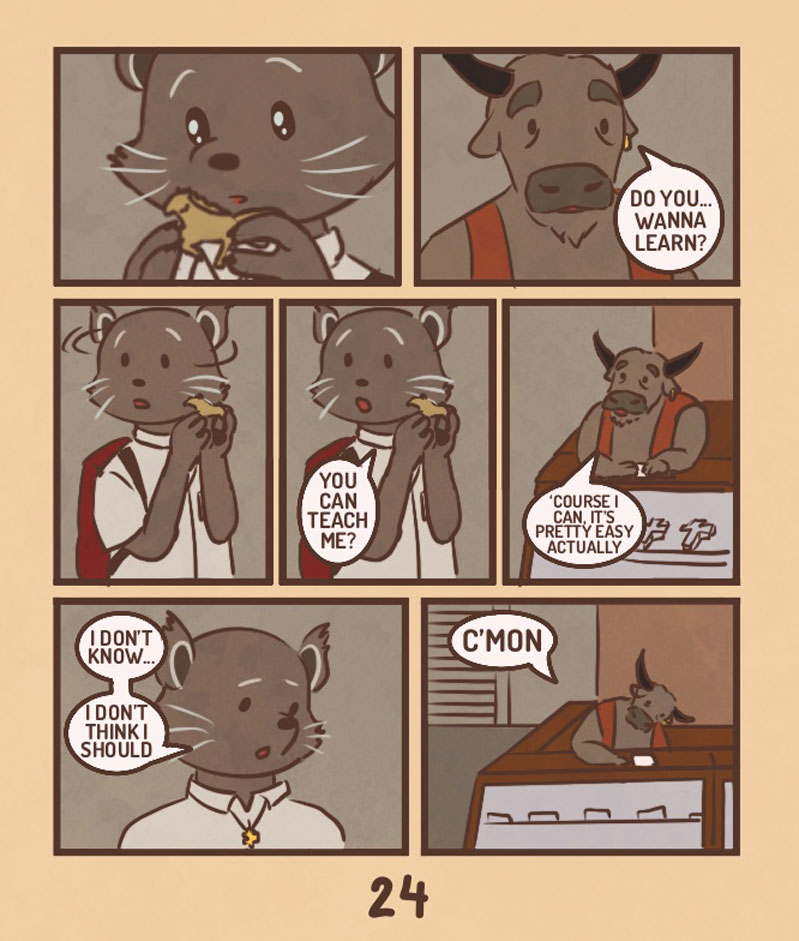 DO YOU...
WANNA
LEARN?
YOU
CAN
TEACH
ME?
'COURSE I
CAN, IT'S
PRETTY EASY
ACTUALLY
I DON'T
KNOW...
I DON'T
THINK I
SHOULD
C'MON
24